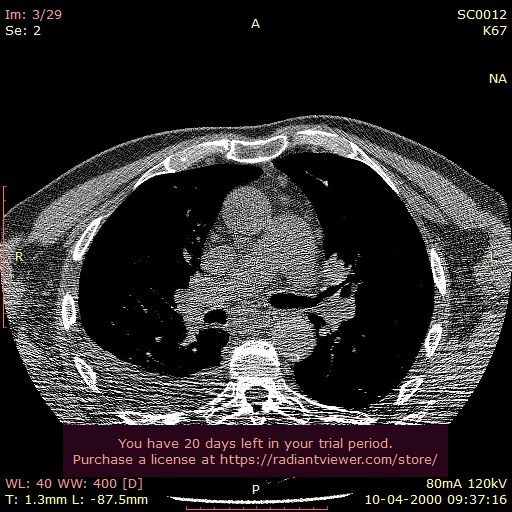 Im: 3/29
Se: 2
A
SC0012
K67
NA
R
L
You have 20 days left in your trial period.
Purchase a license at https://radiantviewer.com/store/
WL: 40 WW: 400 [D]
T: 1.3mm L: -87.5mm
P
80mA 120kV
10-04-2000 09:37:16